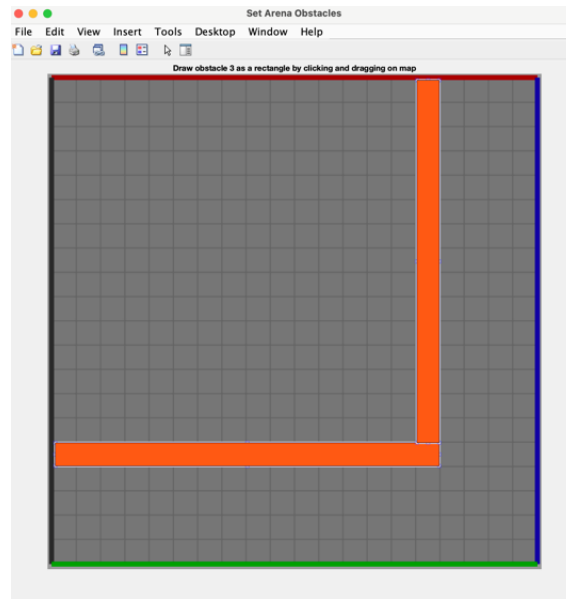 Set Arena Obstacles
File Edit View Insert Tools Desktop Window Help
Draw obstacle 3 as a rectangle by clicking and dragging on map